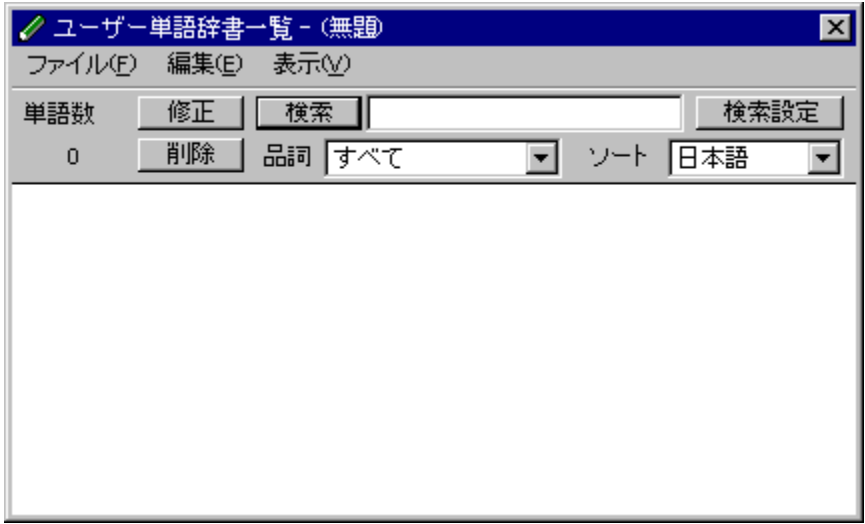 ユーザー単語辞書一覧 - (無題)
ファイル(F) 編集(E) 表示(V)
単語数 修正 検索 検索設定
0 削除 品詞 すべて ソート 日本語